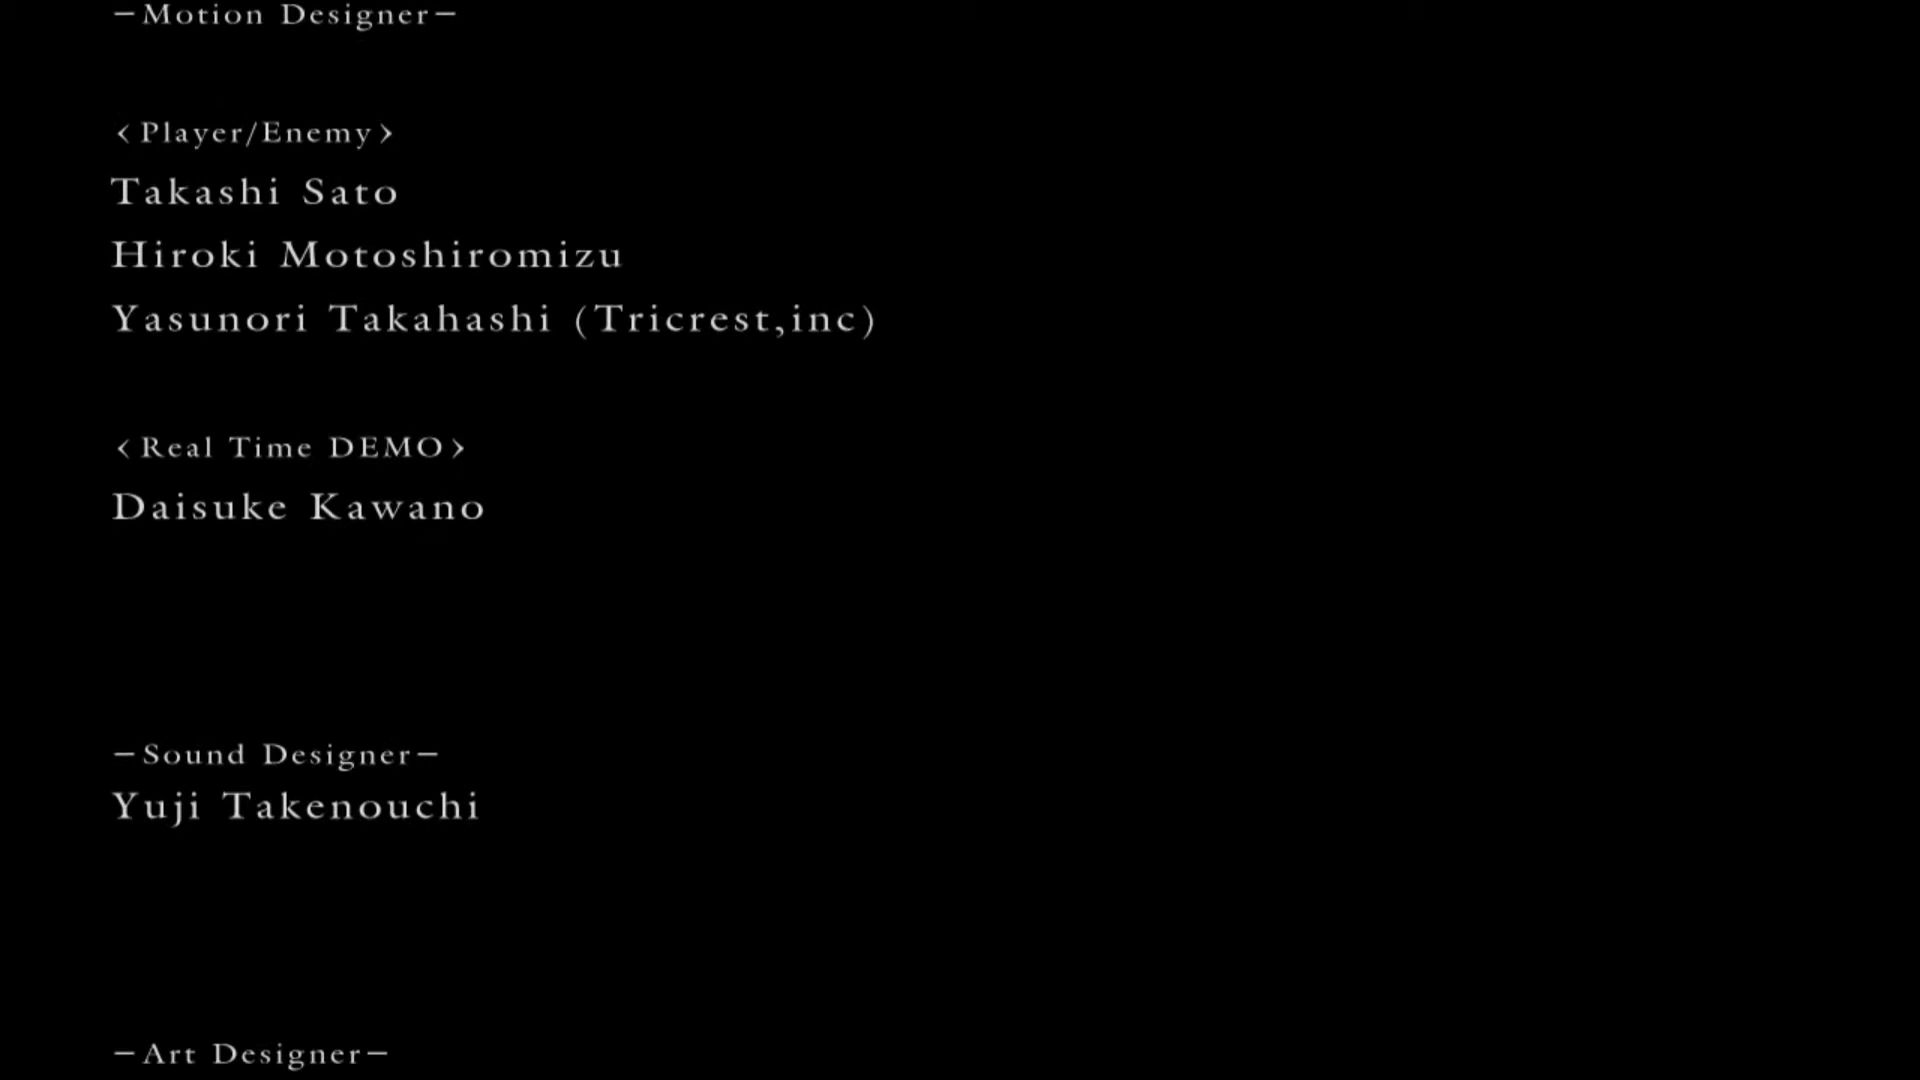 −Motion Designer−
<Player/Enemy>
Takashi Sato
Hiroki Motoshiromizu
Yasunori Takahashi (Tricrest,inc)
<Real Time DEMO>
Daisuke Kawano
−Sound Designer−
Yuji Takenouchi
−Art Designer−